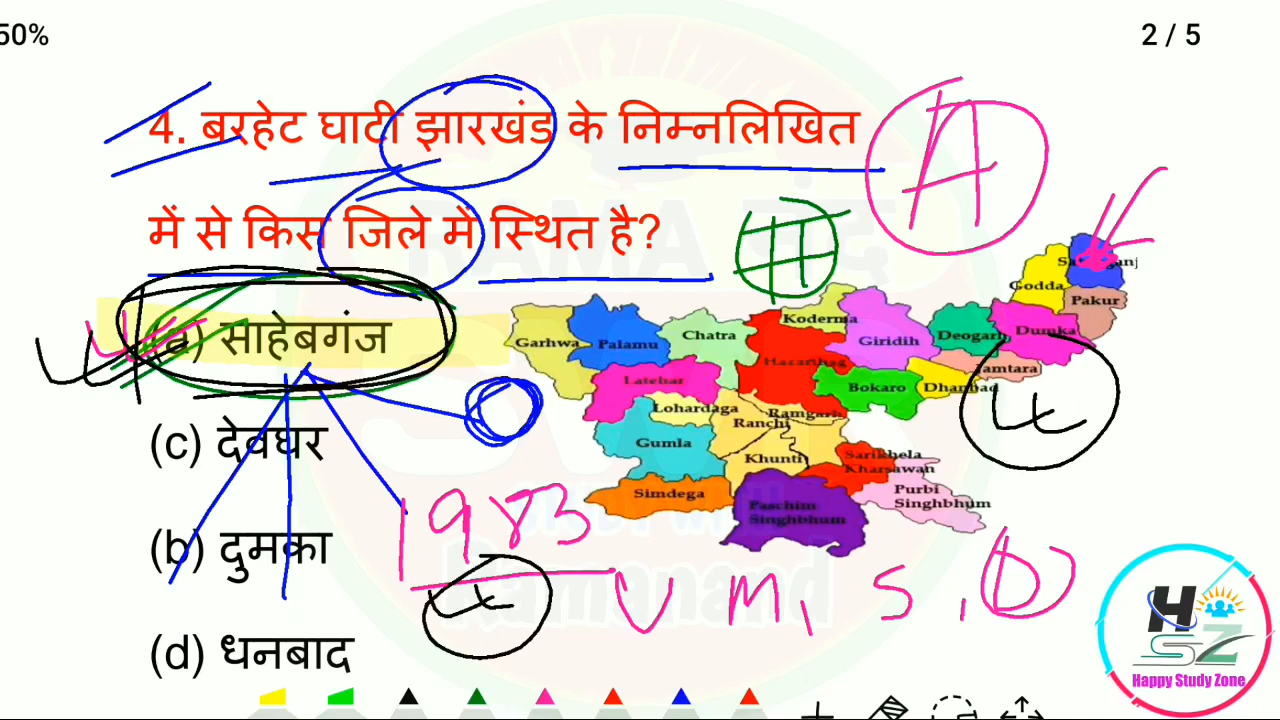 50%
2 / 5
4. बरहेट घाटी झारखंड के निम्नलिखित
में से किस जिले में स्थित है?
(a) साहेबगंज
(c) देवघर
(b) दुमका
(d) धनबाद
A
Godda
Pakur
Koderma
Garhwa
Palamu
Chatra
Giridih
Deogarh
Dumka
Hazaribag
Latehar
Bokaro
Dhanbad
Jamtara
Lohardaga
Ramgarh
Ranchi
Gumla
Khunti
Saraikhela
Kharsawan
Simdega
Paschim
Singhbhum
Purbi
Singhbhum
1983
V M, S, D
HSZ
Happy Study Zone